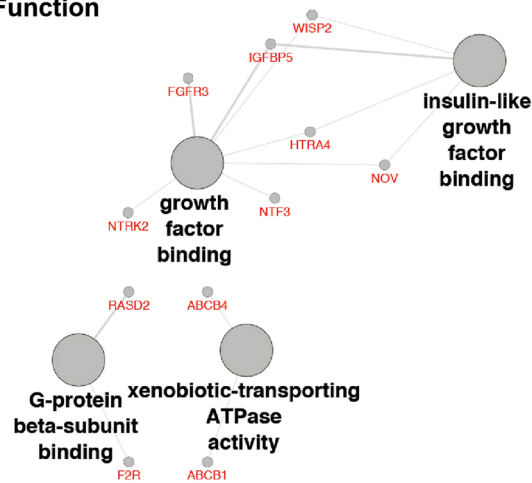 Function
WISP2
IGFBP5
FGFR3
insulin-like
growth
factor
binding
HTRA4
NOV
growth
factor
binding
NTRK2
NTF3
RASD2
ABCB4
G-protein
beta-subunit
binding
xenobiotic-transporting
ATPase
activity
F2R
ABCB1